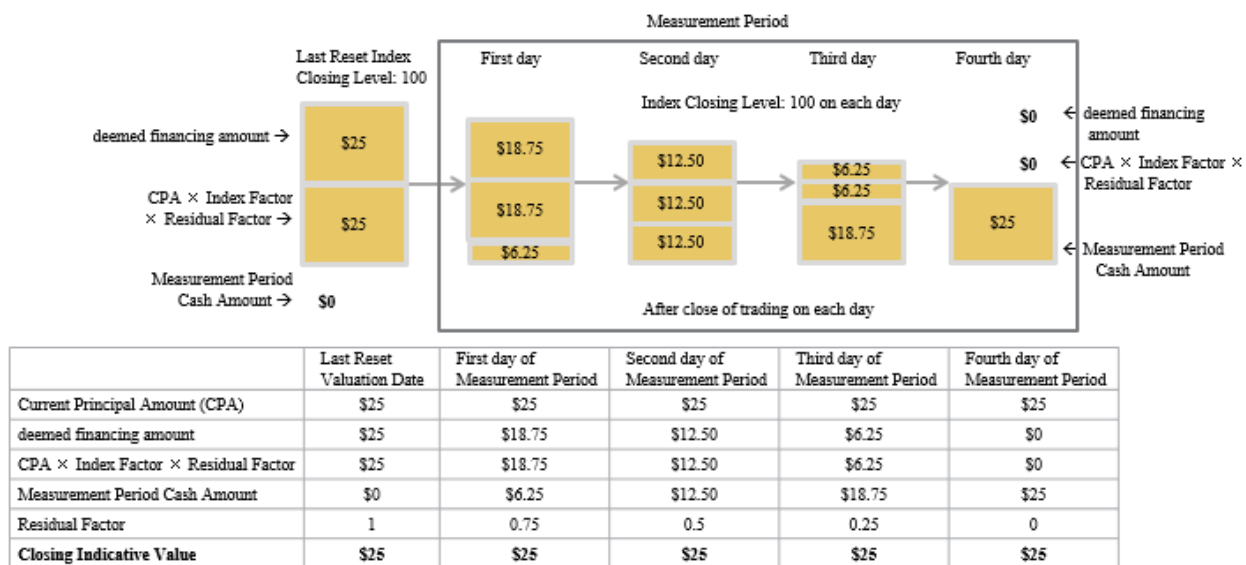 Measurement Period
Last Reset Index
Closing Level: 100
First day
Second day
Third day
Fourth day
Index Closing Level: 100 on each day
deemed financing amount →
$25
$18.75
$12.50
$6.25
$0
← deemed financing
amount
CPA × Index Factor
× Residual Factor →
$25
$18.75
$12.50
$6.25
$0
← CPA × Index Factor ×
Residual Factor
Measurement Period
Cash Amount →
$0
$6.25
$12.50
$18.75
$25
← Measurement Period
Cash Amount
After close of trading on each day
Last Reset
Valuation Date
First day of
Measurement Period
Second day of
Measurement Period
Third day of
Measurement Period
Fourth day of
Measurement Period
Current Principal Amount (CPA) $25 $25 $25 $25 $25
deemed financing amount $25 $18.75 $12.50 $6.25 $0
CPA × Index Factor × Residual Factor $25 $18.75 $12.50 $6.25 $0
Measurement Period Cash Amount $0 $6.25 $12.50 $18.75 $25
Residual Factor 1 0.75 0.5 0.25 0
Closing Indicative Value $25 $25 $25 $25 $25